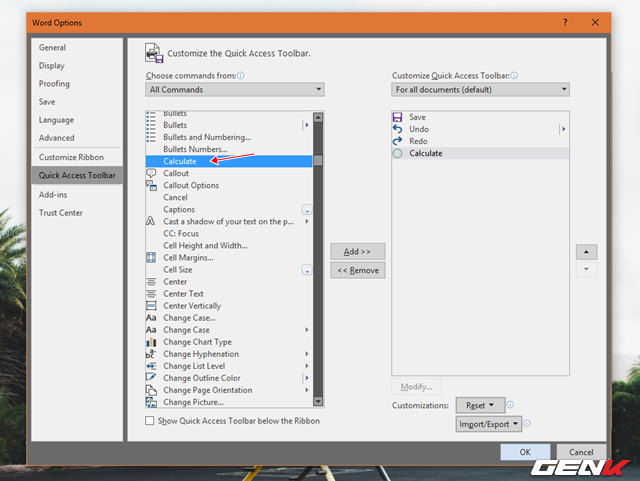 Word Options
?
General
Display
Proofing
Save
Language
Advanced
Customize Ribbon
Quick Access Toolbar
Add-ins
Trust Center
Customize the Quick Access Toolbar.
Choose commands from:
All Commands
Bullets
Bullets
Bullets and Numbering...
Bullets Numbers...
Calculate
Callout
Callout Options
Cancel
Captions
Cast a shadow of your text on the p...
CC: Focus
Cell Height and Width...
Cell Margins...
Cell Size
Center
Center Text
Center Vertically
Change Case...
Change Case
Change Chart Type
Change Hyphenation
Change List Level
Change Outline Color
Change Page Orientation
Change Picture...
Show Quick Access Toolbar below the Ribbon
Add >>
<< Remove
Customize Quick Access Toolbar:
For all documents (default)
Save
Undo
Redo
Calculate
Modify...
Customizations:
Reset
Import/Export
OK
Cancel
GENK